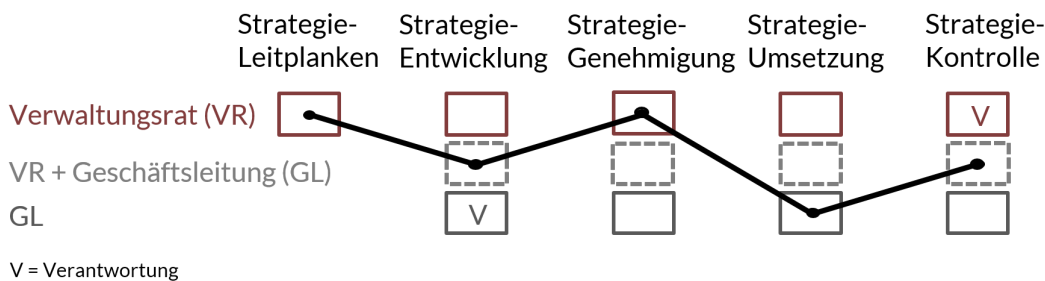 Strategie-
Leitplanken
Strategie-
Entwicklung
Strategie-
Genehmigung
Strategie-
Umsetzung
Strategie-
Kontrolle
Verwaltungsrat (VR)
V
VR + Geschäftsleitung (GL)
GL
V
V = Verantwortung